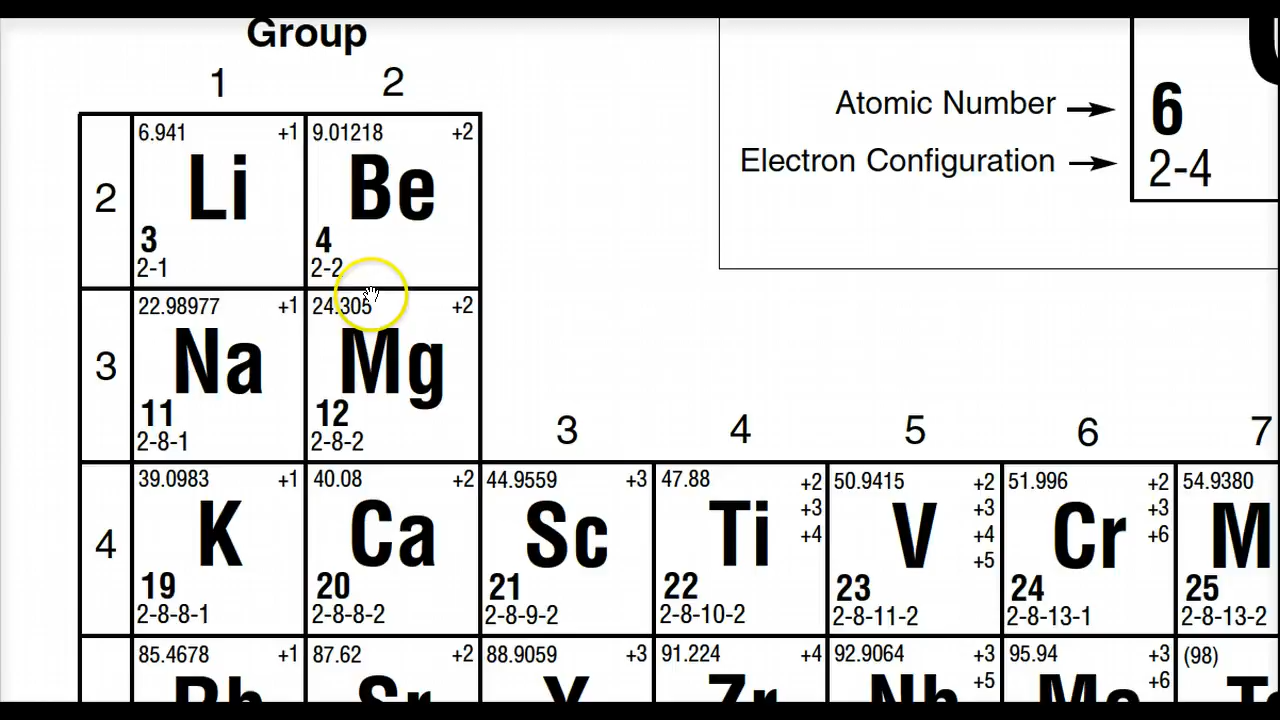 Group
1 2
Atomic Number → 6
Electron Configuration → 2-4
2
6.941 +1
Li
3
2-1
9.01218 +2
Be
4
2-2
3
22.98977 +1
Na
11
2-8-1
24.305 +2
Mg
12
2-8-2
3 4 5 6 7
4
39.0983 +1
K
19
2-8-8-1
40.08 +2
Ca
20
2-8-8-2
44.9559 +3
Sc
21
2-8-9-2
47.88 +2
+3
+4
Ti
22
2-8-10-2
50.9415 +2
+3
+4
+5
V
23
2-8-11-2
51.996 +2
+3
+6
Cr
24
2-8-13-1
54.9380
M
25
2-8-13-2
85.4678 +1
Rb
87.62 +2
Sr
88.9059 +3
Y
91.224 +4
Zr
92.9064 +3
+5
Nb
95.94 +3
+6
Mo
(98)